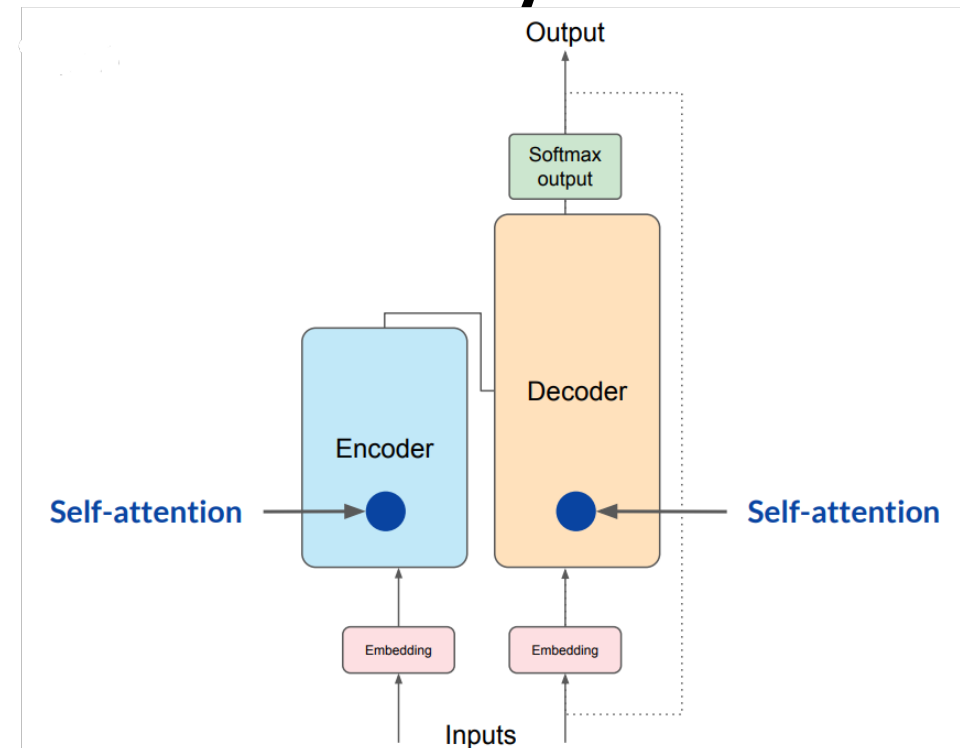 Output
Softmax
output
Decoder
Encoder
Self-attention
Self-attention
Embedding
Embedding
Inputs